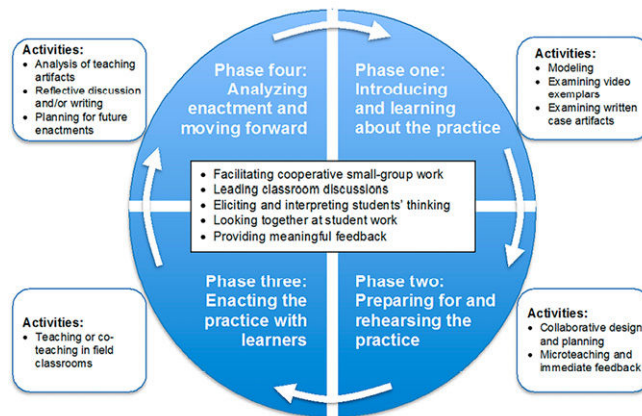 Activities:
• Analysis of teaching
artifacts
• Reflective discussion
and/or writing
• Planning for future
enactments
Phase four:
Analyzing
enactment and
moving forward
Phase one:
Introducing
and learning
about the practice
Activities:
• Modeling
• Examining video
exemplars
• Examining written
case artifacts
• Facilitating cooperative small-group work
• Leading classroom discussions
• Eliciting and interpreting students' thinking
• Looking together at student work
• Providing meaningful feedback
Activities:
• Teaching or co-
teaching in field
classrooms
Phase three:
Enacting the
practice with
learners
Phase two:
Preparing for and
rehearsing the
practice
Activities:
• Collaborative design
and planning
• Microteaching and
immediate feedback